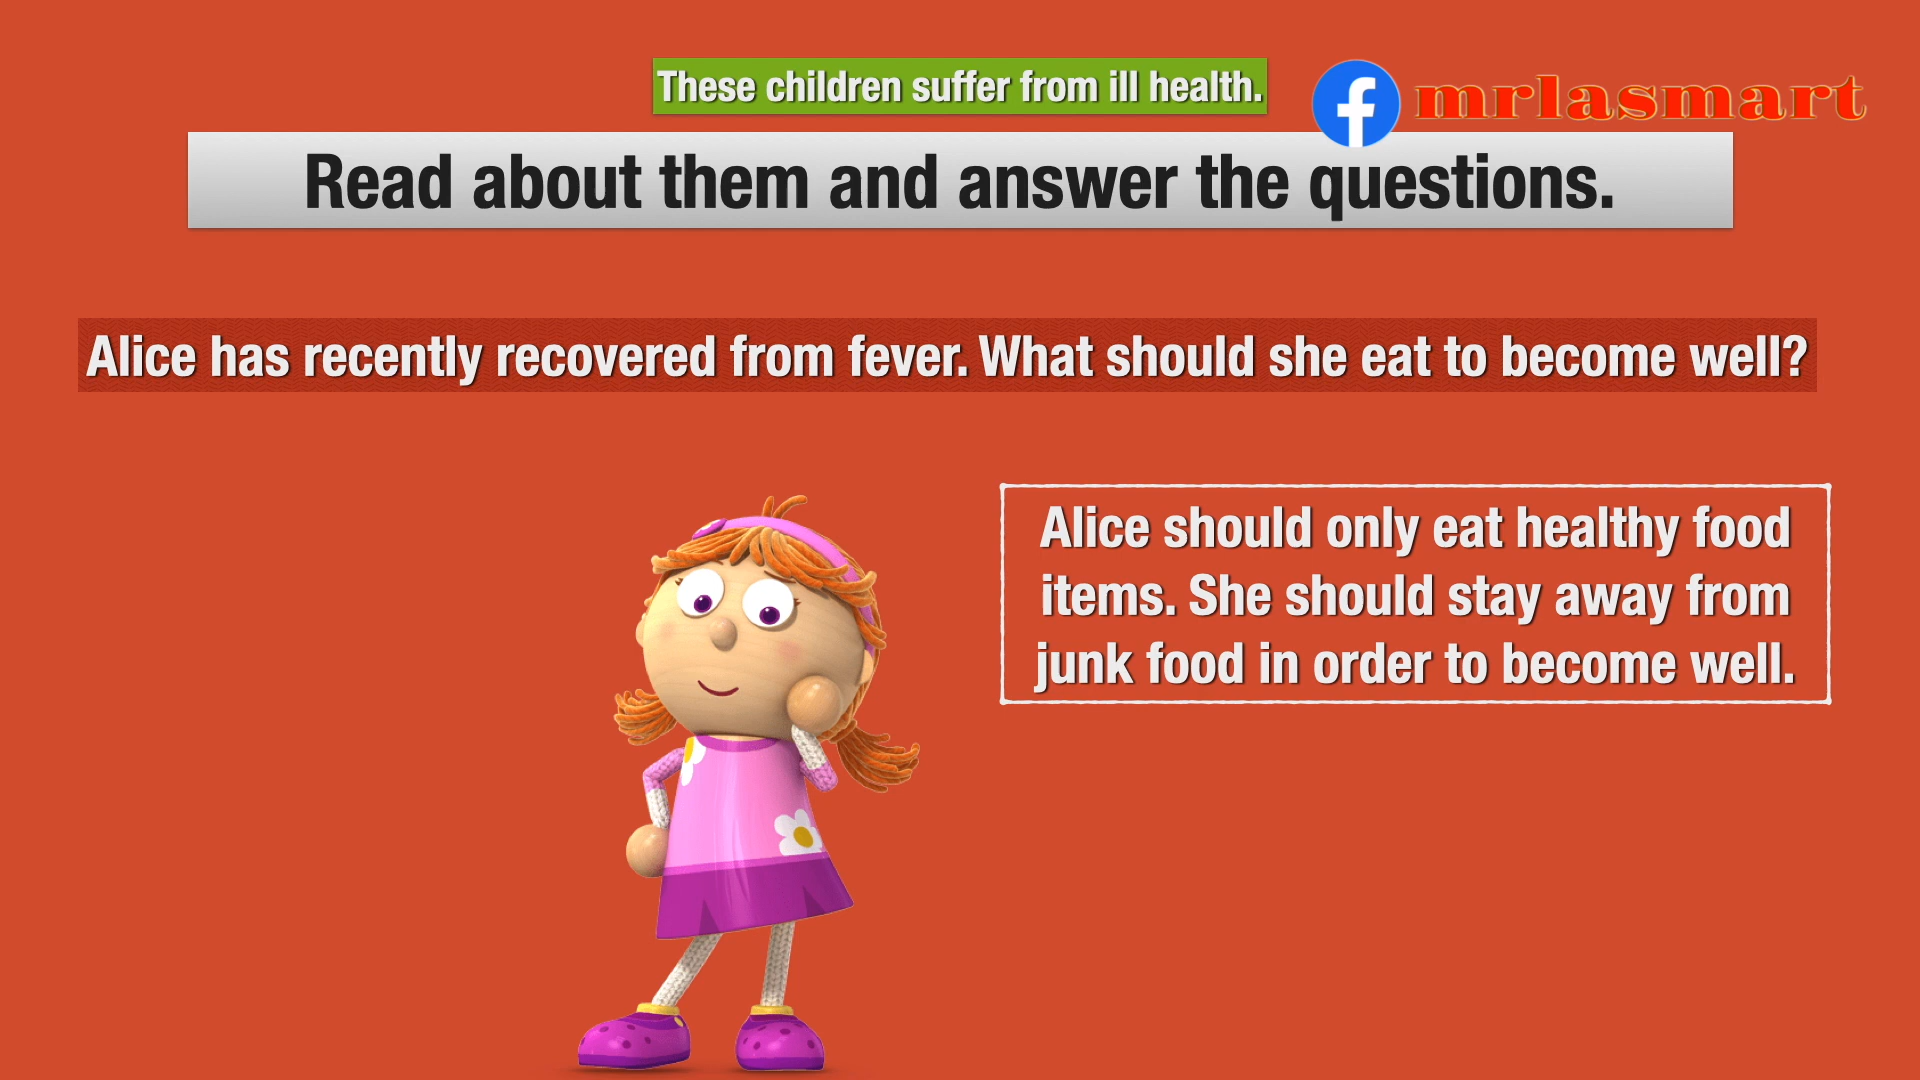 These children suffer from ill health.
mrlasmart
Read about them and answer the questions.
Alice has recently recovered from fever. What should she eat to become well?
Alice should only eat healthy food
items. She should stay away from
junk food in order to become well.